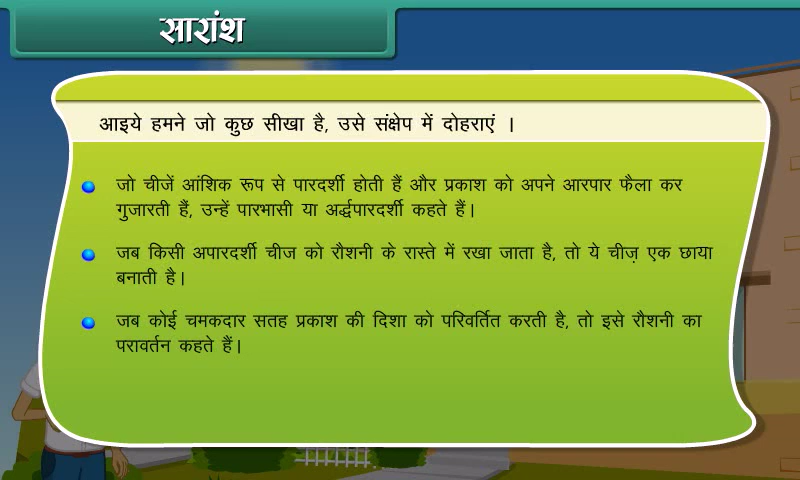 सारांश
आइये हमने जो कुछ सीखा है, उसे संक्षेप में दोहराएं ।
जो चीजें आंशिक रूप से पारदर्शी होती हैं और प्रकाश को अपने आरपार फैला कर
गुजारती हैं, उन्हें पारभासी या अर्द्धपारदर्शी कहते हैं।
जब किसी अपारदर्शी चीज को रौशनी के रास्ते में रखा जाता है, तो ये चीज़ एक छाया
बनाती है।
जब कोई चमकदार सतह प्रकाश की दिशा को परिवर्तित करती है, तो इसे रौशनी का
परावर्तन कहते हैं।